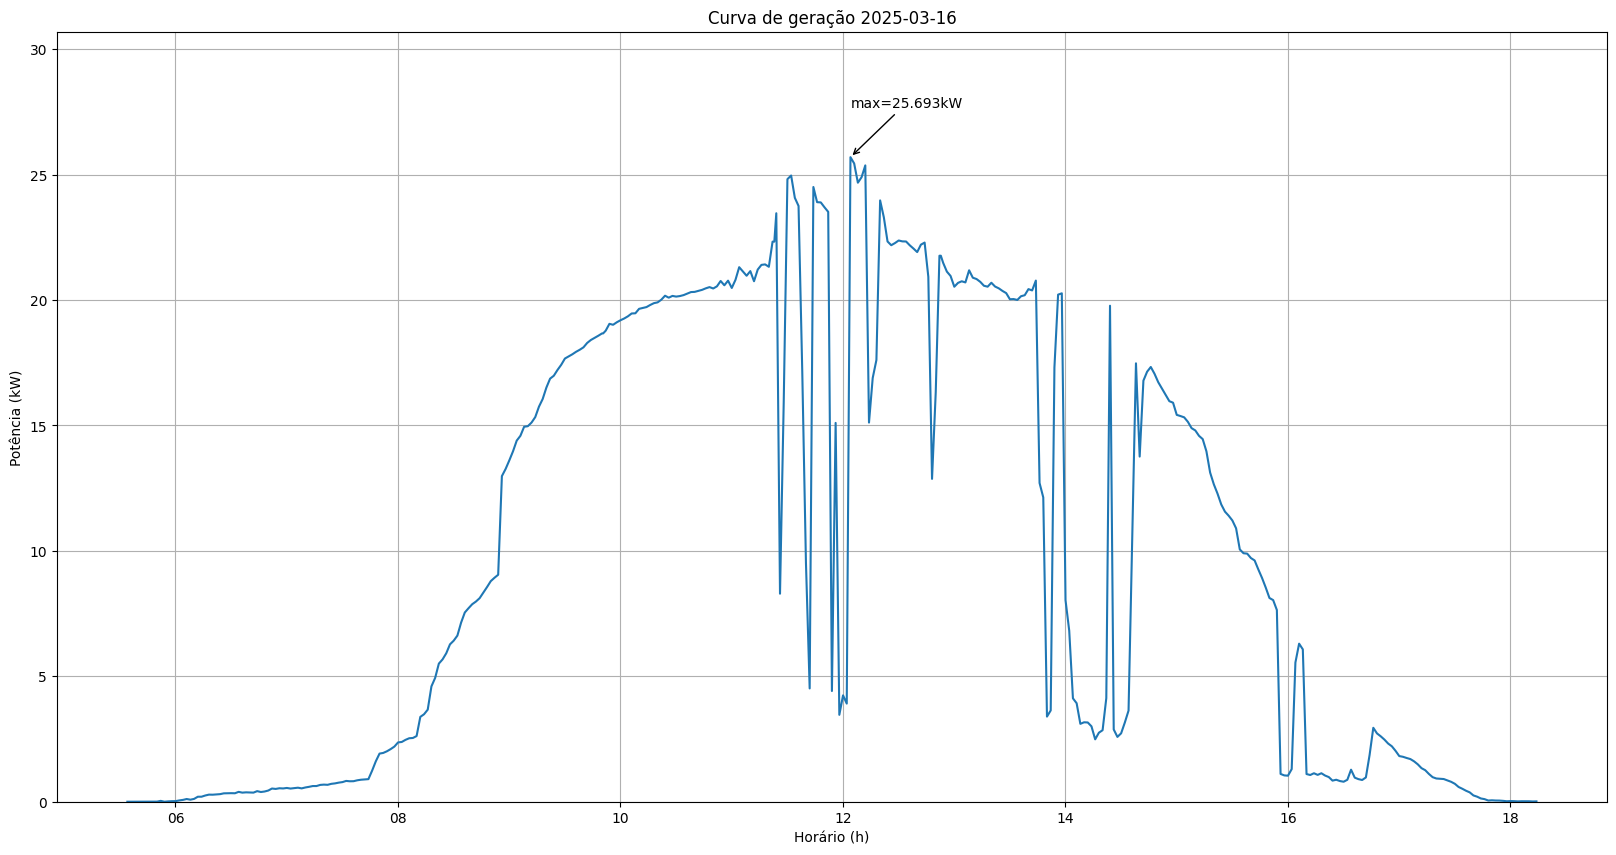 Curva de geração 2025-03-16
30
max=25.693kW
25
20
15
10
5
0
Potência (kW)
06 08 10 12 14 16 18
Horário (h)